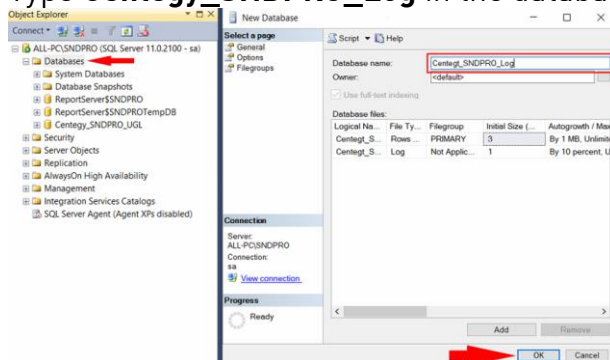 Type Centegy_SNDPRO_Log in the databa
Object Explorer
Connect
ALL-PC\SNDPRO (SQL Server 11.0.2100 - sa)
Databases
System Databases
Database Snapshots
ReportServer$SNDPRO
ReportServer$SNDPROTempDB
Centegy_SNDPRO_UGL
Security
Server Objects
Replication
AlwaysOn High Availability
Management
Integration Services Catalogs
SQL Server Agent (Agent XPs disabled)
New Database
Select a page
General
Options
Filegroups
Script Help
Database name: Centegt_SNDPRO_Log
Owner: <default>
Use full-text indexing
Database files:
Logical Na... File Ty... Filegroup Initial Size (... Autogrowth / Max
Centegt_S... Rows ... PRIMARY 3 By 1 MB, Unlimite
Centegt_S... Log Not Applic... 1 By 10 percent, U
Connection
Server:
ALL-PC\SNDPRO
Connection:
sa
View connection
Progress
Ready
Add Remove
OK Cancel